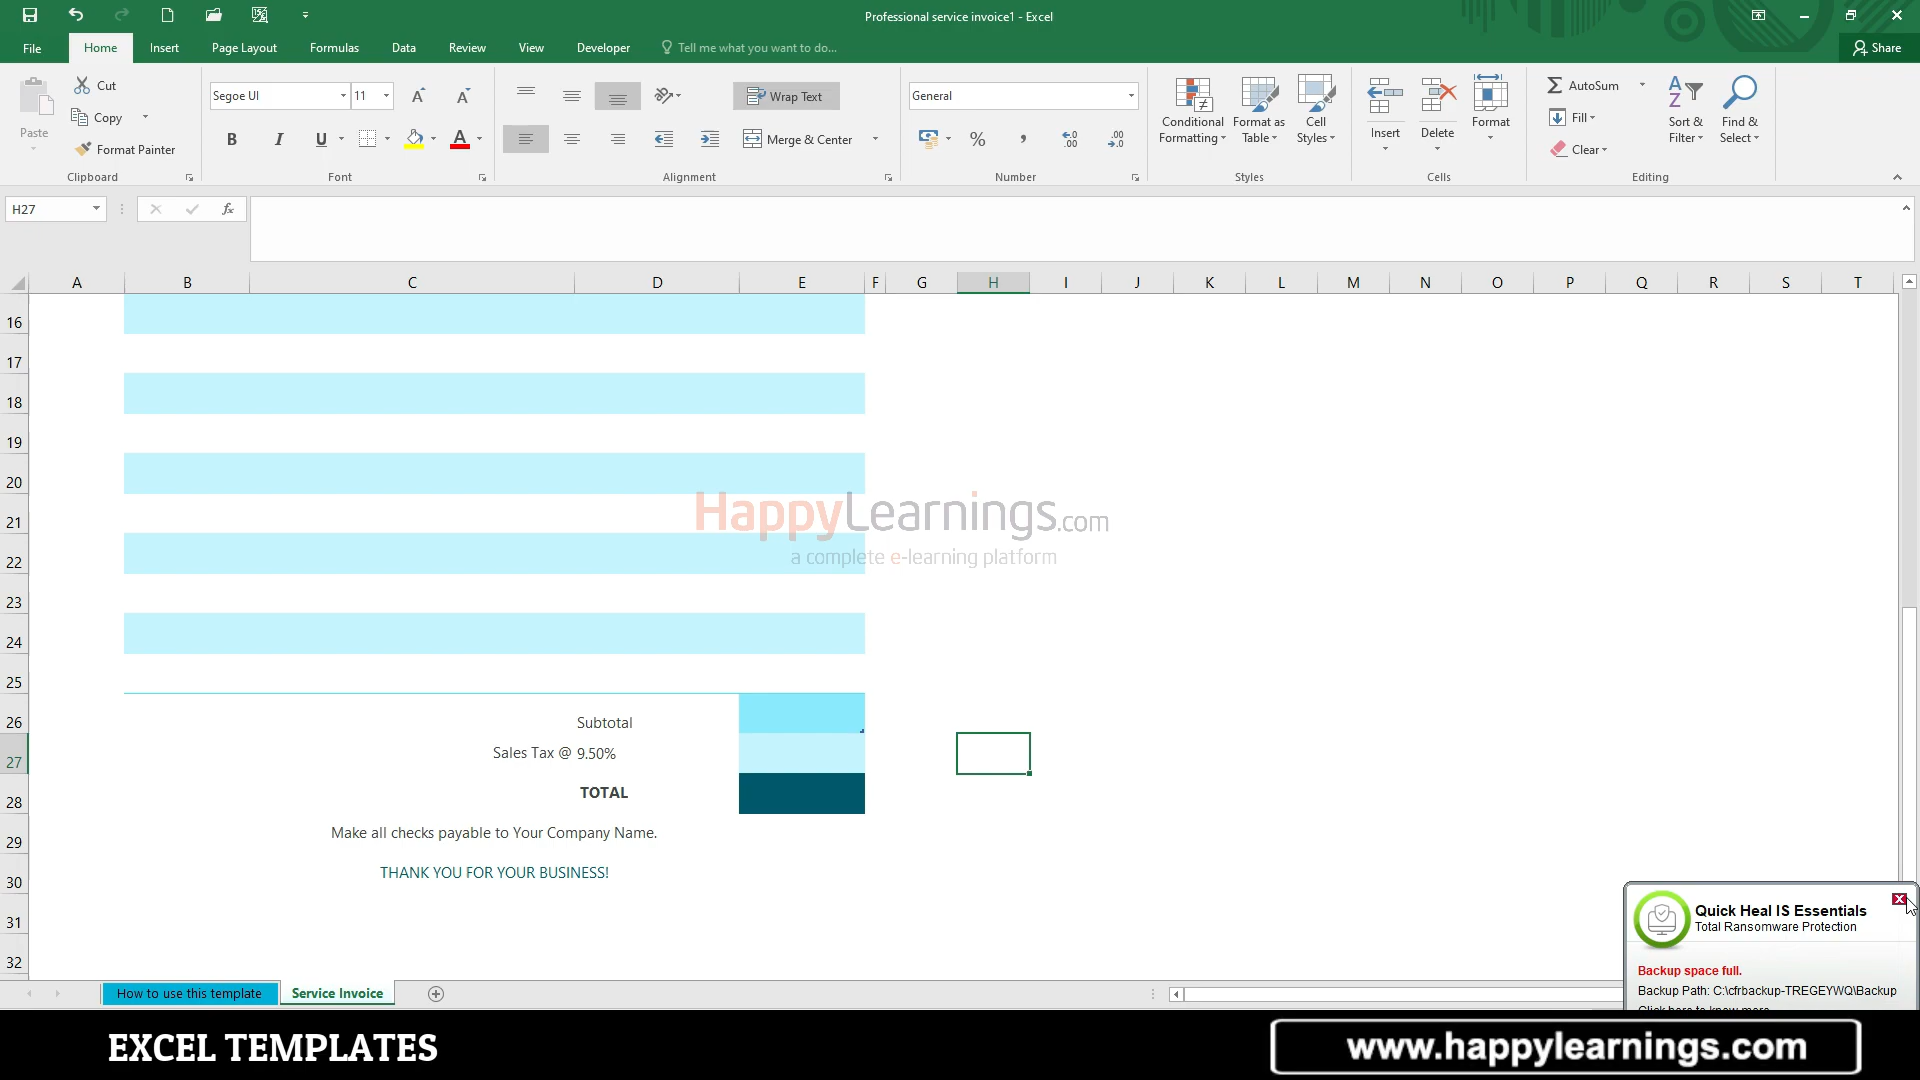 Professional service invoice1 - Excel
File Home Insert Page Layout Formulas Data Review View Developer Tell me what you want to do... Share
Paste
Cut
Copy
Format Painter
Clipboard
Segoe UI 11
B I U A
Font
Wrap Text
Merge & Center
Alignment
General
% , .00
Number
Conditional Formatting
Format as Table
Cell Styles
Styles
Insert
Delete
Format
Cells
AutoSum
Fill
Clear
Sort & Filter
Find & Select
Editing
H27 fx
A B C D E F G H I J K L M N O P Q R S T
16
17
18
19
20
21
22
23
24
25
26
27
28
29
30
31
32
HappyLearnings.com
a complete e-learning platform
Subtotal
Sales Tax @ 9.50%
TOTAL
Make all checks payable to Your Company Name.
THANK YOU FOR YOUR BUSINESS!
Quick Heal IS Essentials
Total Ransomware Protection
Backup space full.
Backup Path: C:\cfrbackup-TREGEYWQ\Backup
How to use this template Service Invoice
EXCEL TEMPLATES
www.happylearnings.com